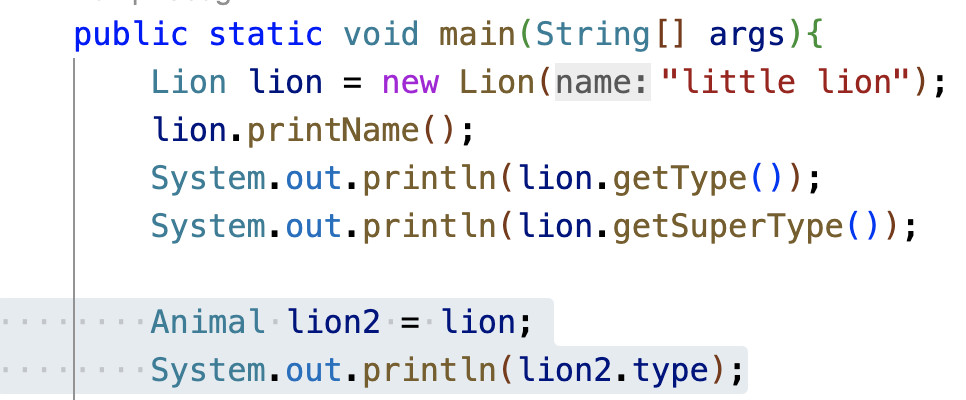 public static void main(String[] args){
Lion lion = new Lion(name:"little lion");
lion.printName();
System.out.println(lion.getType());
System.out.println(lion.getSuperType());
Animal lion2 = lion;
System.out.println(lion2.type);